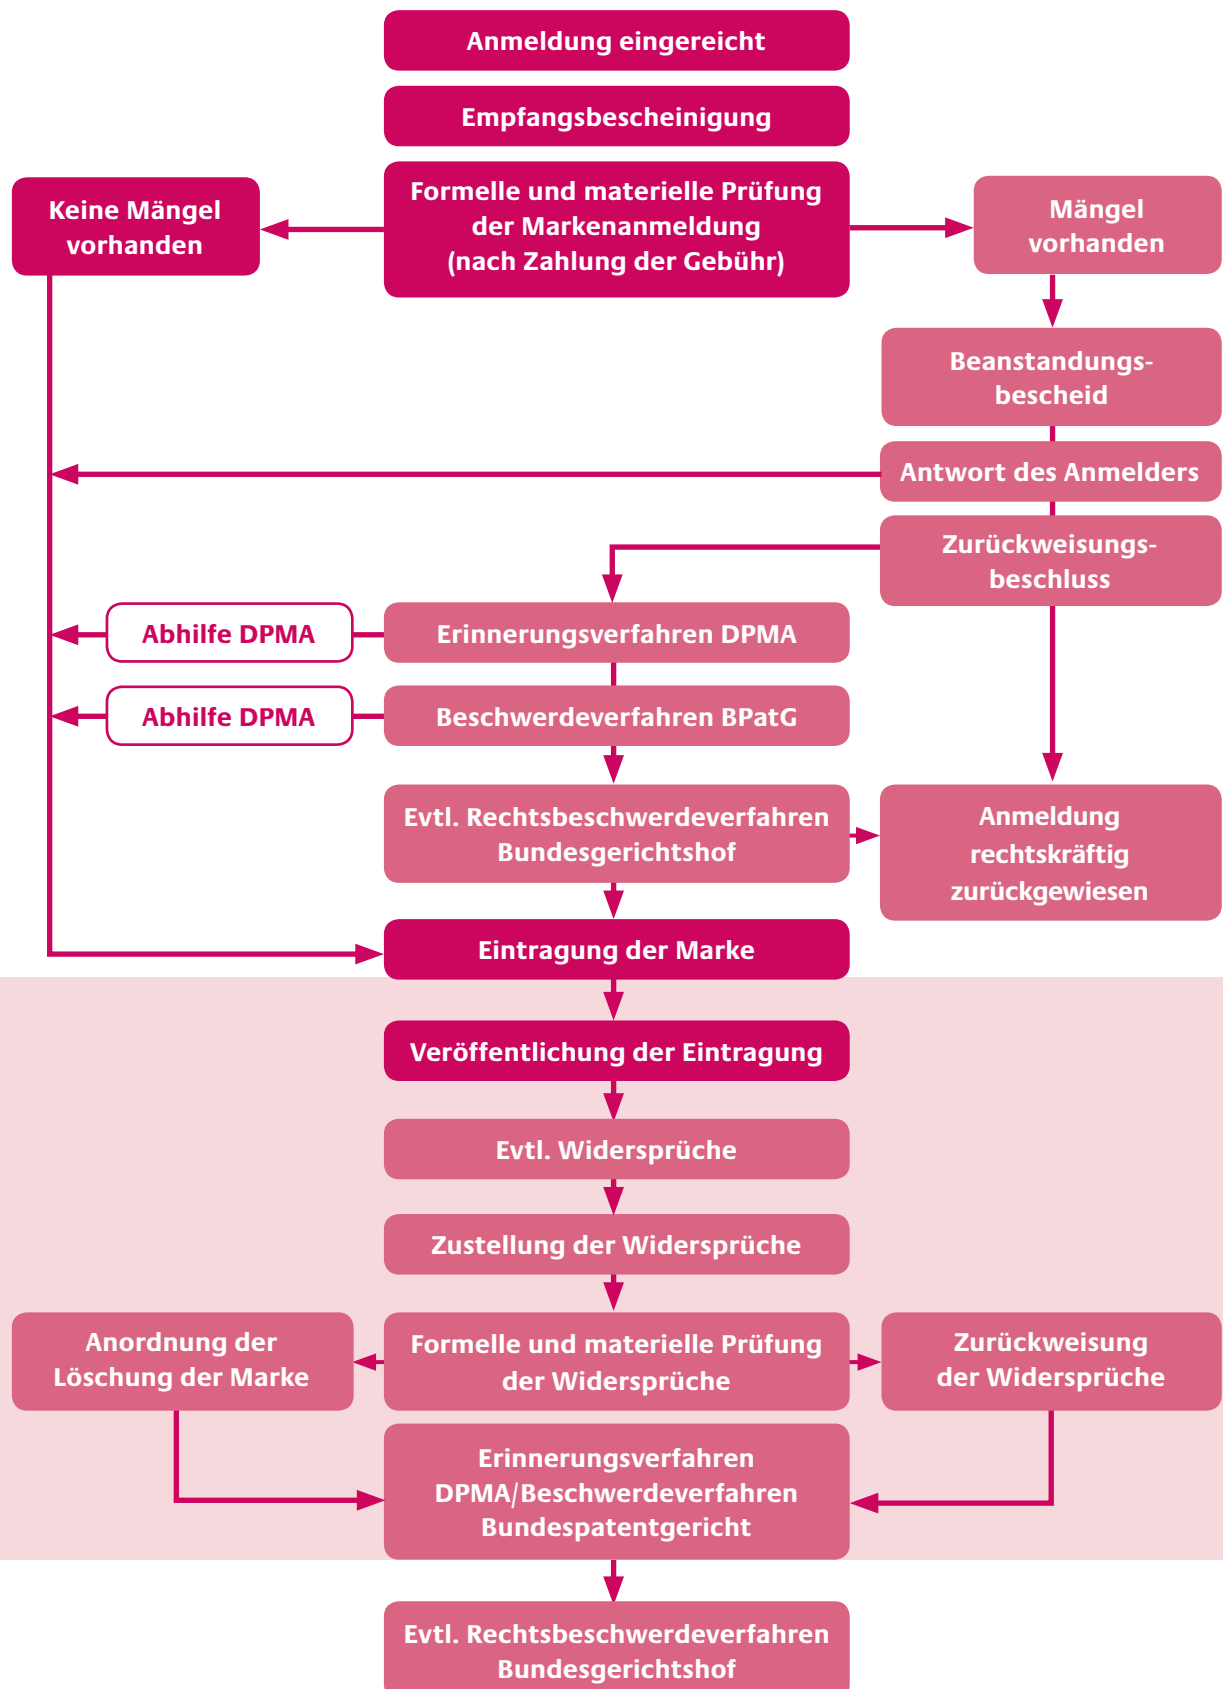 Anmeldung eingereicht
Empfangsbescheinigung
Formelle und materielle Prüfung
der Markenanmeldung
(nach Zahlung der Gebühr)
Keine Mängel
vorhanden
Mängel
vorhanden
Beanstandungs-
bescheid
Antwort des Anmelders
Zurückweisungs-
beschluss
Abhilfe DPMA
Erinnerungsverfahren DPMA
Abhilfe DPMA
Beschwerdeverfahren BPatG
Evtl. Rechtsbeschwerdeverfahren
Bundesgerichtshof
Anmeldung
rechtskräftig
zurückgewiesen
Eintragung der Marke
Veröffentlichung der Eintragung
Evtl. Widersprüche
Zustellung der Widersprüche
Anordnung der
Löschung der Marke
Formelle und materielle Prüfung
der Widersprüche
Zurückweisung
der Widersprüche
Erinnerungsverfahren
DPMA/Beschwerdeverfahren
Bundespatentgericht
Evtl. Rechtsbeschwerdeverfahren
Bundesgerichtshof